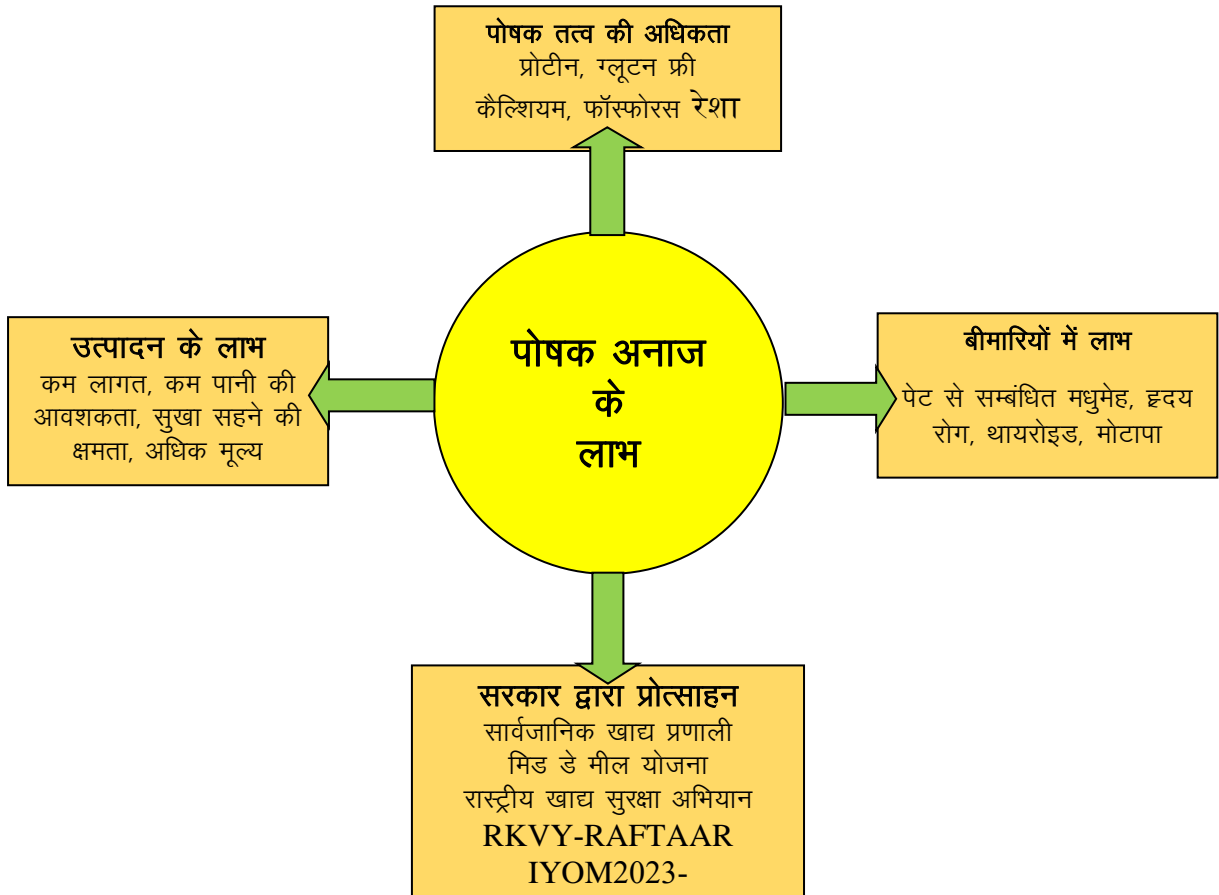 पोषक तत्व की अधिकता
प्रोटीन, ग्लूटन फ्री
कैल्शियम, फॉस्फोरस रेशा
उत्पादन के लाभ
कम लागत, कम पानी की
आवशकता, सुखा सहने की
क्षमता, अधिक मूल्य
पोषक अनाज
के
लाभ
बीमारियों में लाभ
पेट से सम्बंधित मधुमेह, हृदय
रोग, थायरोइड, मोटापा
सरकार द्वारा प्रोत्साहन
सार्वजानिक खाद्य प्रणाली
मिड डे मील योजना
रास्ट्रीय खाद्य सुरक्षा अभियान
RKVY-RAFTAAR
IYOM2023-